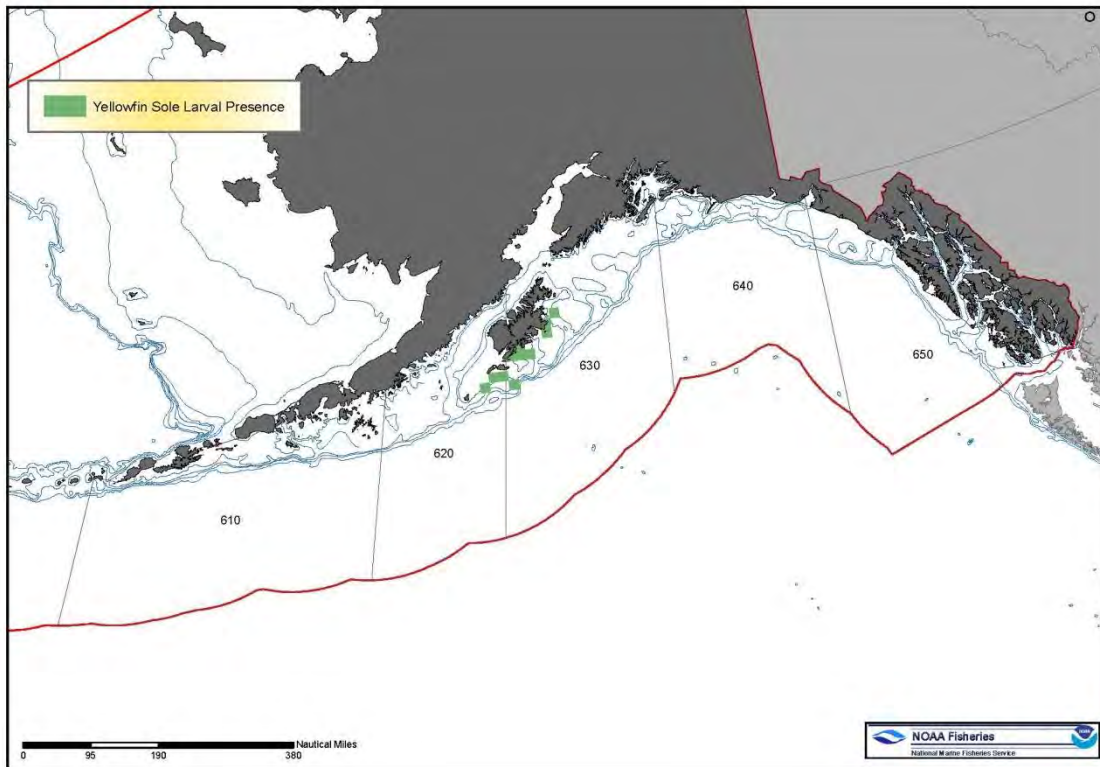 Yellowfin Sole Larval Presence
640
650
630
620
610
Nautical Miles
0 95 190 380
NOAA Fisheries
National Marine Fisheries Service